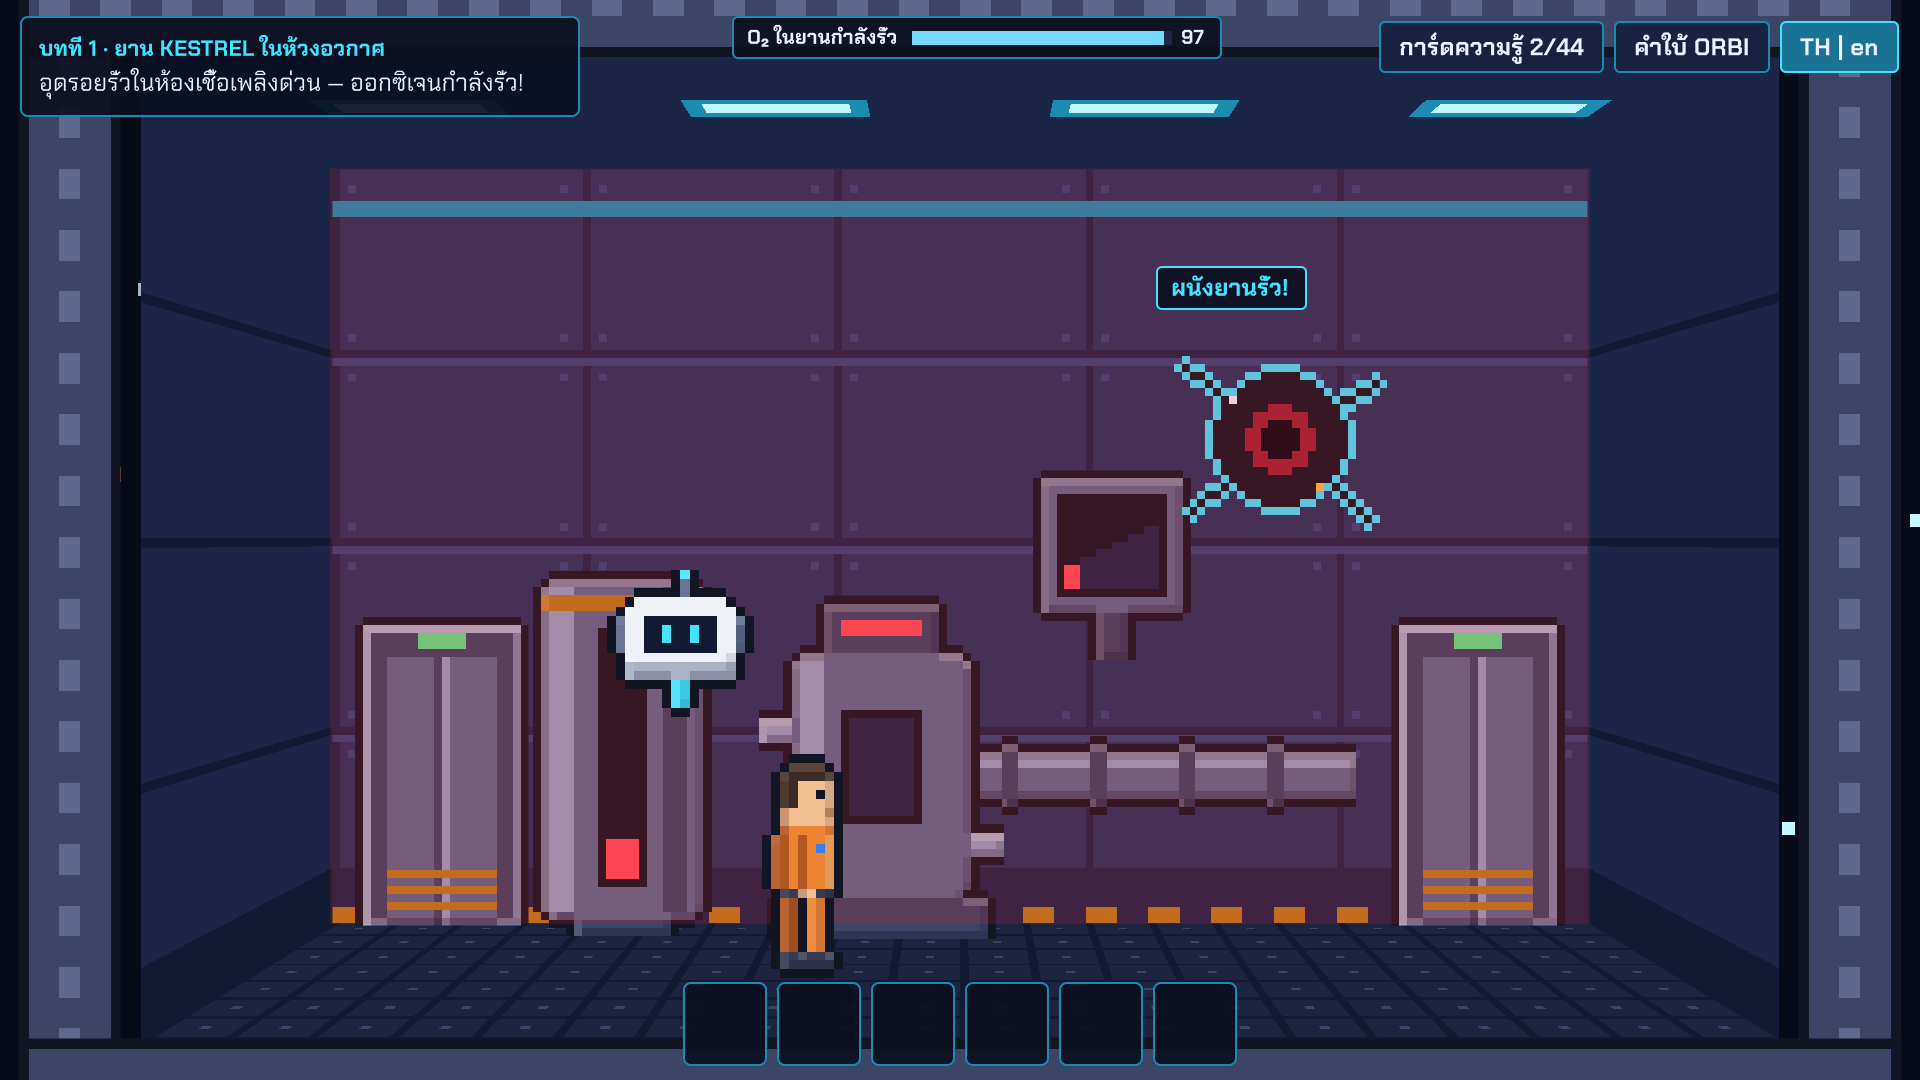 บทที่ 1 · ยาน KESTREL ในห้วงอวกาศ
อุดรอยรั่วในห้องเชื้อเพลิงด่วน — ออกซิเจนกำลังรั่ว!
O₂ ในยานกำลังรั่ว 97
การ์ดความรู้ 2/44
คำใบ้ ORBI
TH | en
ผนังยานรั่ว!